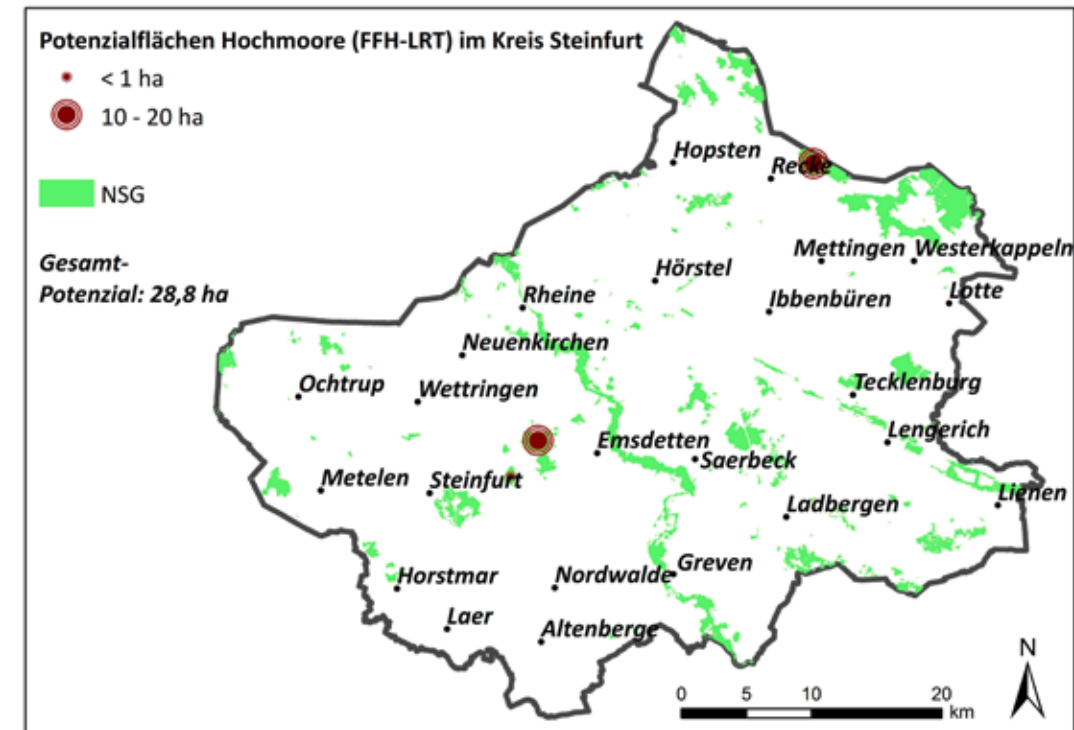 Potenzialflächen Hochmoore (FFH-LRT) im Kreis Steinfurt
< 1 ha
10 - 20 ha
NSG
Gesamt-
Potenzial: 28,8 ha
Hopsten
Recke
Mettingen
Westerkappeln
Hörstel
Ibbenbüren
Lotte
Rheine
Neuenkirchen
Ochtrup
Wettringen
Tecklenburg
Lengerich
Emsdetten
Saerbeck
Metelen
Steinfurt
Ladbergen
Lienen
Horstmar
Nordwalde
Greven
Laer
Altenberge
N
0 5 10 20
km